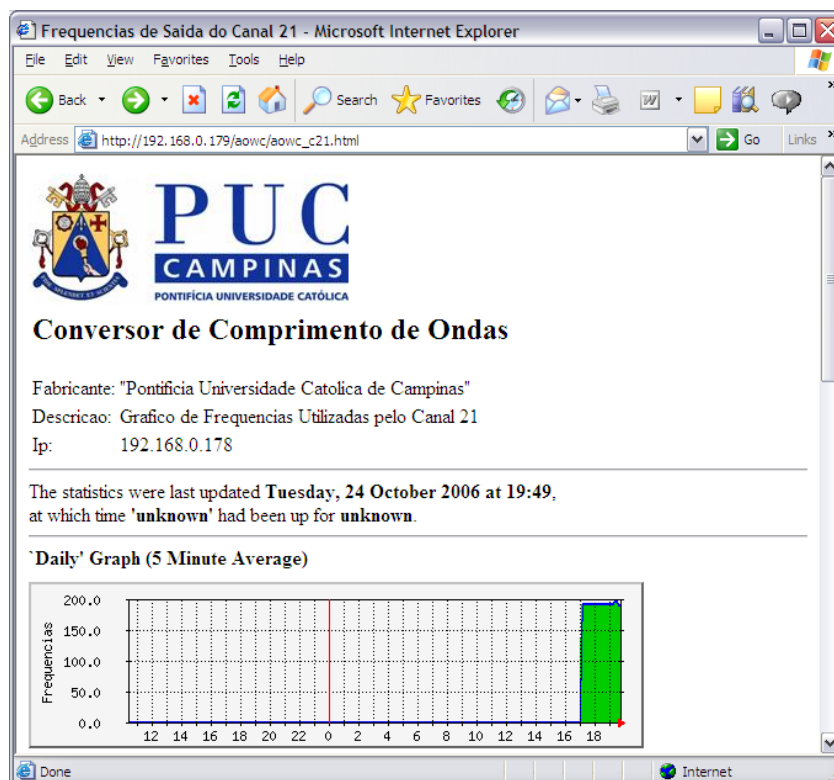 Frequencias de Saida do Canal 21 - Microsoft Internet Explorer
File Edit View Favorites Tools Help
Back Search Favorites
Address http://192.168.0.179/aowc/aowc_c21.html Go Links
PUC
CAMPINAS
PONTIFÍCIA UNIVERSIDADE CATÓLICA
Conversor de Comprimento de Ondas
Fabricante: "Pontificia Universidade Catolica de Campinas"
Descricao: Grafico de Frequencias Utilizadas pelo Canal 21
Ip: 192.168.0.178
The statistics were last updated Tuesday, 24 October 2006 at 19:49,
at which time 'unknown' had been up for unknown.
`Daily' Graph (5 Minute Average)
Frequencias
200.0
150.0
100.0
50.0
0.0
12 14 16 18 20 22 0 2 4 6 8 10 12 14 16 18
Done Internet